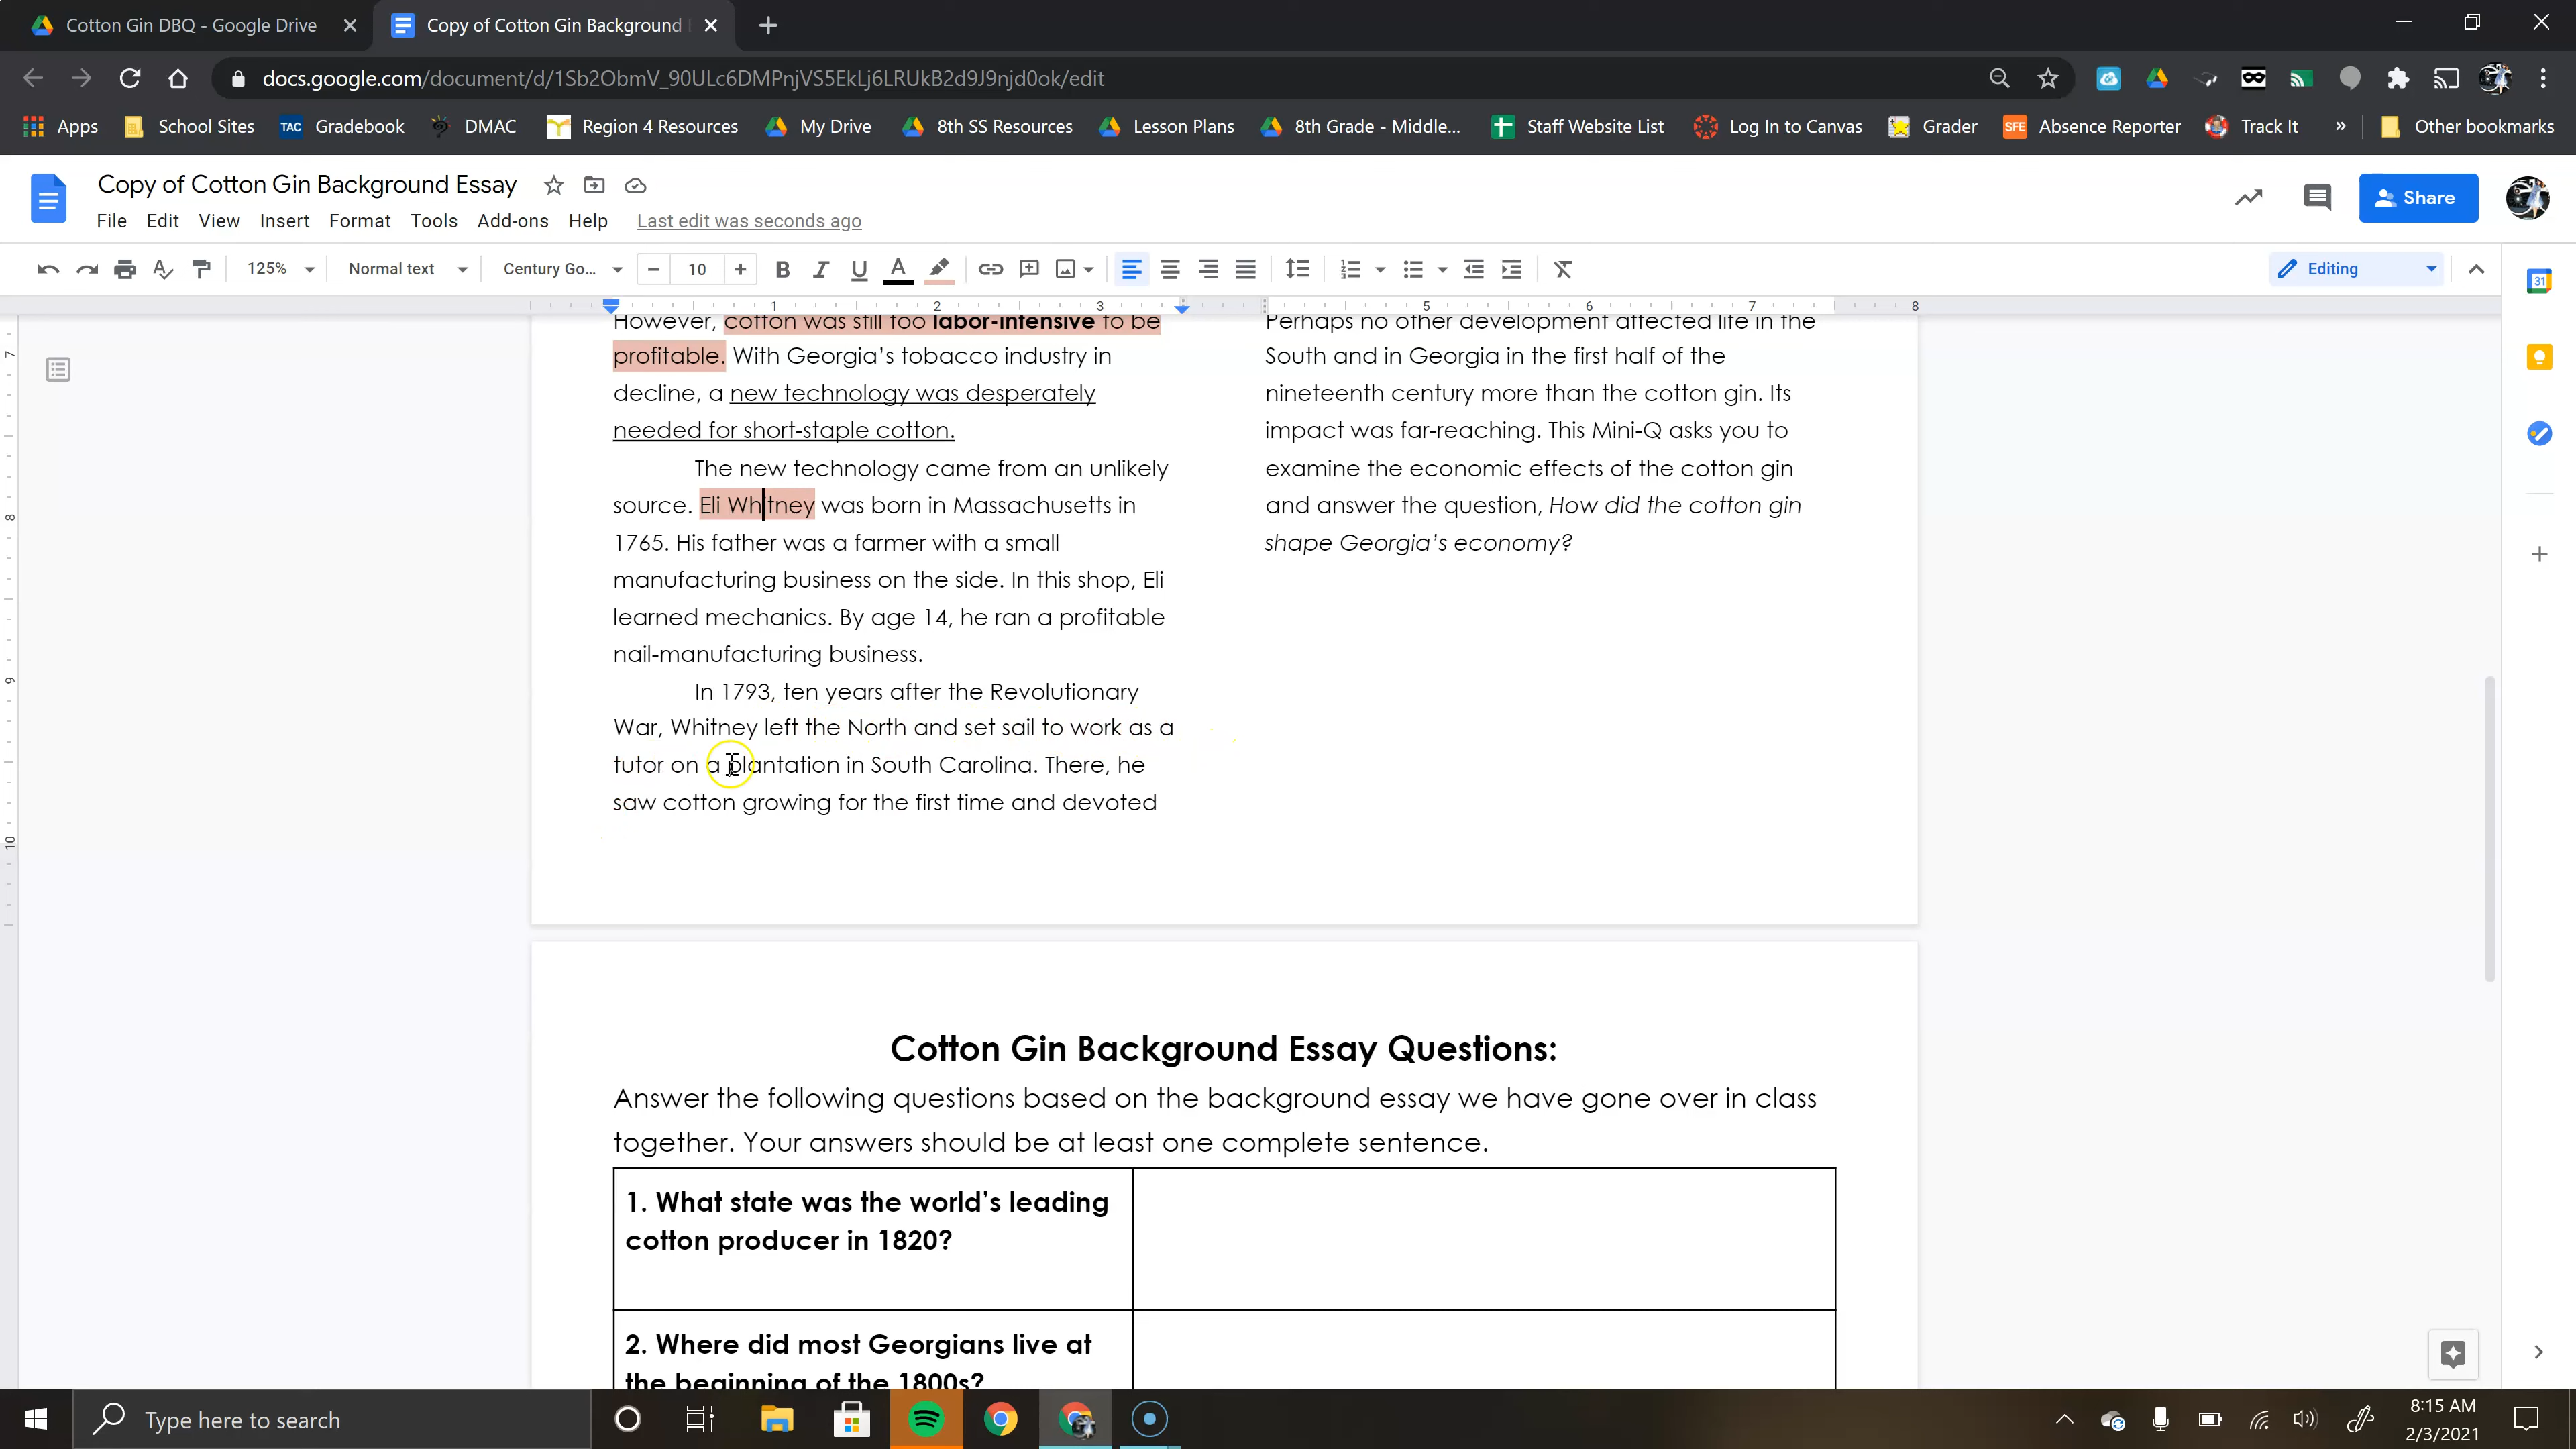 Cotton Gin DBQ - Google Drive
Copy of Cotton Gin Background
docs.google.com/document/d/1Sb2ObmV_90ULc6DMPnjVS5EkLj6LRUkB2d9J9njd0ok/edit
Apps School Sites TAC Gradebook DMAC Region 4 Resources My Drive 8th SS Resources Lesson Plans 8th Grade - Middle... Staff Website List Log In to Canvas Grader SFE Absence Reporter Track It » Other bookmarks
Copy of Cotton Gin Background Essay
Share
File Edit View Insert Format Tools Add-ons Help Last edit was seconds ago
125% Normal text Century Go... 10 Editing
31
1 2 3 5 6 7 8
However, cotton was still too labor-intensive to be
profitable. With Georgia's tobacco industry in
decline, a new technology was desperately
needed for short-staple cotton.
The new technology came from an unlikely
source. Eli Whitney was born in Massachusetts in
1765. His father was a farmer with a small
manufacturing business on the side. In this shop, Eli
learned mechanics. By age 14, he ran a profitable
nail-manufacturing business.
In 1793, ten years after the Revolutionary
War, Whitney left the North and set sail to work as a
tutor on a plantation in South Carolina. There, he
saw cotton growing for the first time and devoted
Perhaps no other development affected life in the
South and in Georgia in the first half of the
nineteenth century more than the cotton gin. Its
impact was far-reaching. This Mini-Q asks you to
examine the economic effects of the cotton gin
and answer the question, How did the cotton gin
shape Georgia's economy?
7
8
9
10
Cotton Gin Background Essay Questions:
Answer the following questions based on the background essay we have gone over in class
together. Your answers should be at least one complete sentence.
1. What state was the world's leading
cotton producer in 1820?
2. Where did most Georgians live at
the beginning of the 1800s?
Type here to search
8:15 AM
2/3/2021